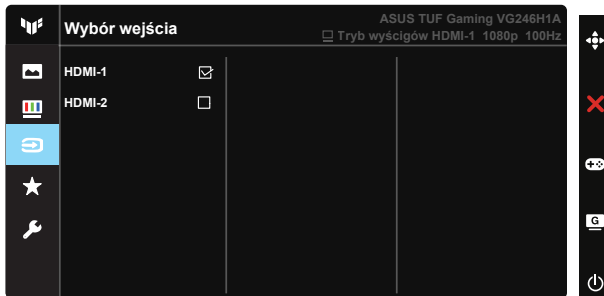 Wybór wejścia
ASUS TUF Gaming VG246H1A
Tryb wyścigów HDMI-1 1080p 100Hz
HDMI-1
HDMI-2
G